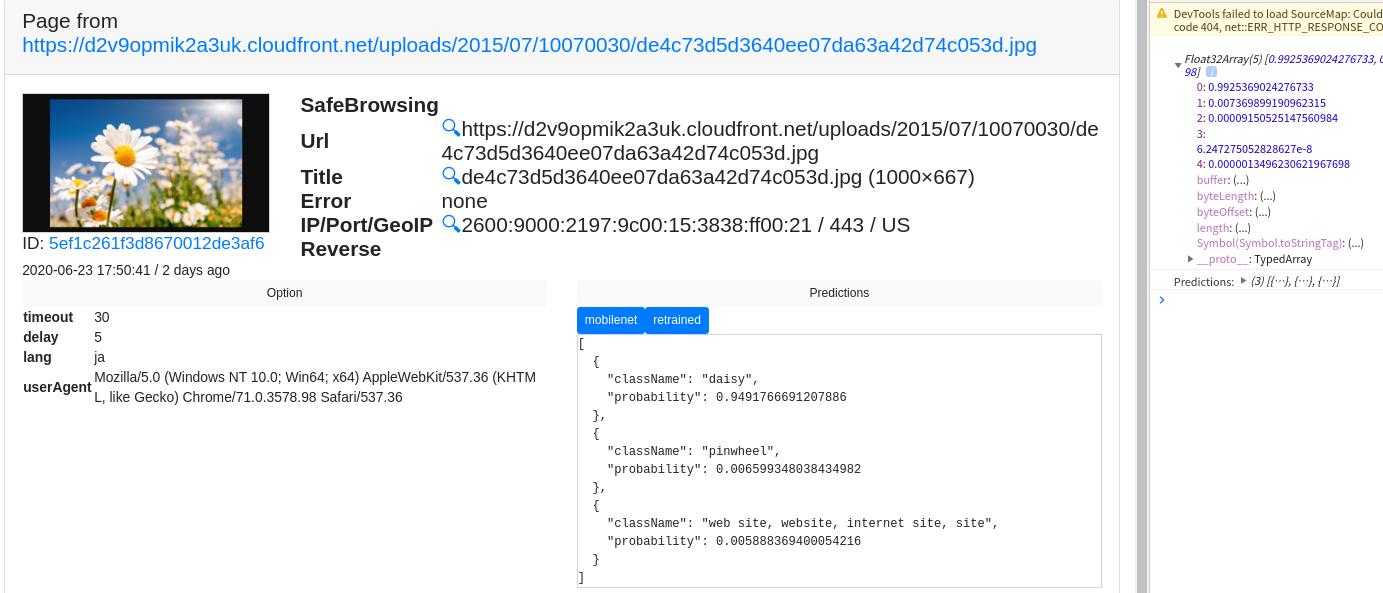 Page from
https://d2v9opmik2a3uk.cloudfront.net/uploads/2015/07/10070030/de4c73d5d3640ee07da63a42d74c053d.jpg
SafeBrowsing
Url
🔍https://d2v9opmik2a3uk.cloudfront.net/uploads/2015/07/10070030/de
4c73d5d3640ee07da63a42d74c053d.jpg
Title 🔍de4c73d5d3640ee07da63a42d74c053d.jpg (1000×667)
Error none
IP/Port/GeoIP 🔍2600:9000:2197:9c00:15:3838:ff00:21 / 443 / US
Reverse
ID: 5ef1c261f3d8670012de3af6
2020-06-23 17:50:41 / 2 days ago
Option
timeout 30
delay 5
lang ja
userAgent
Mozilla/5.0 (Windows NT 10.0; Win64; x64) AppleWebKit/537.36 (KHTM
L, like Gecko) Chrome/71.0.3578.98 Safari/537.36
Predictions
mobilenet retrained
[
{
"className": "daisy",
"probability": 0.9491766691207886
},
{
"className": "pinwheel",
"probability": 0.006599348038434982
},
{
"className": "web site, website, internet site, site",
"probability": 0.005888369400054216
}
]
DevTools failed to load SourceMap: Could
code 404, net::ERR_HTTP_RESPONSE_CO
Float32Array(5) [0.9925369024276733, 
98] i
0: 0.9925369024276733
1: 0.007369899190962315
2: 0.00009150525147560984
3:
6.247275052828627e-8
4: 0.0000013496230621967698
buffer: (...)
byteLength: (...)
byteOffset: (...)
length: (...)
Symbol(Symbol.toStringTag): (...)
__proto__: TypedArray
Predictions: (3) [{…}, {…}, {…}]